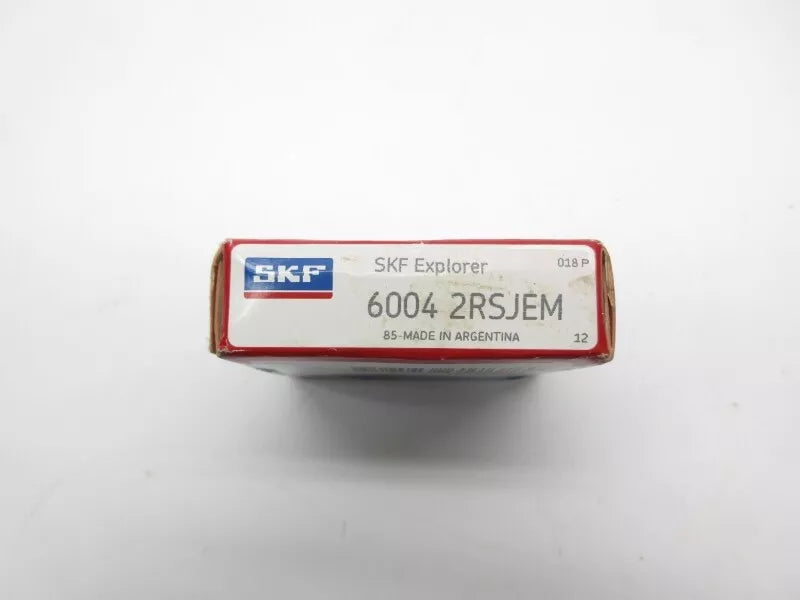 SKF
SKF Explorer
018 P
6004 2RSJEM
85-MADE IN ARGENTINA
12